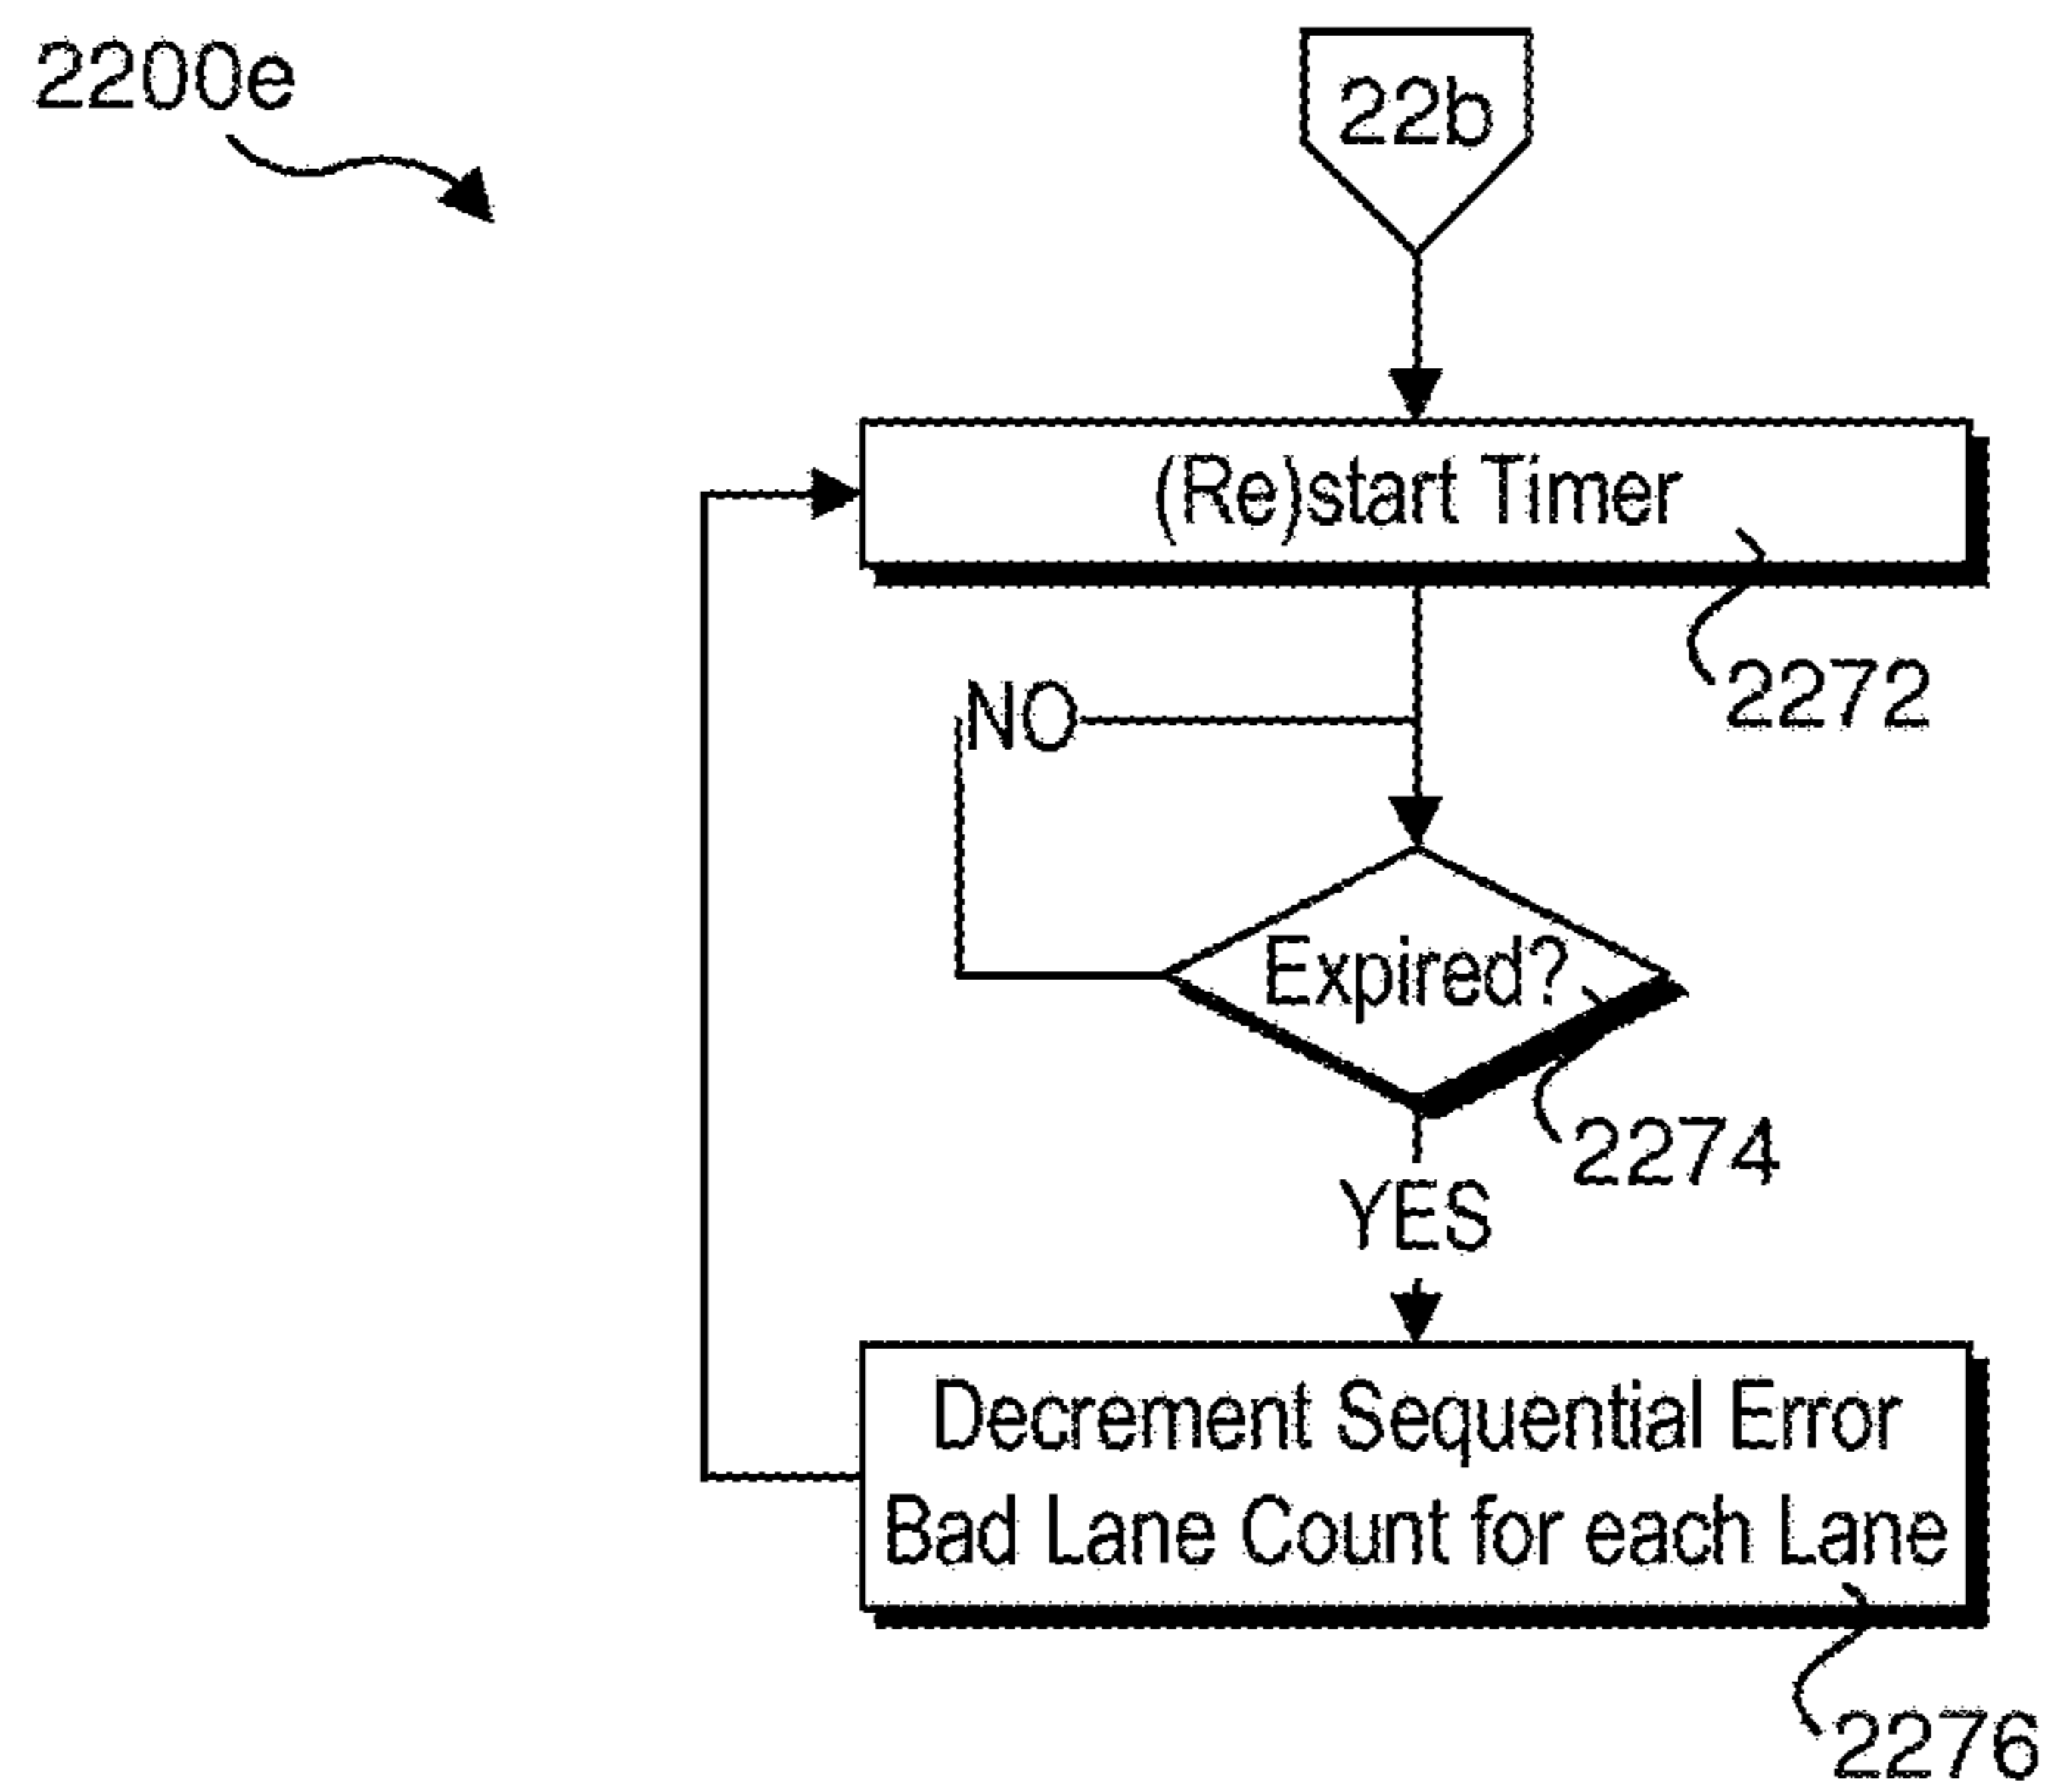 2200e
22b
(Re)start Timer
2272
NO
Expired?
2274
YES
Decrement Sequential Error
Bad Lane Count for each Lane
2276